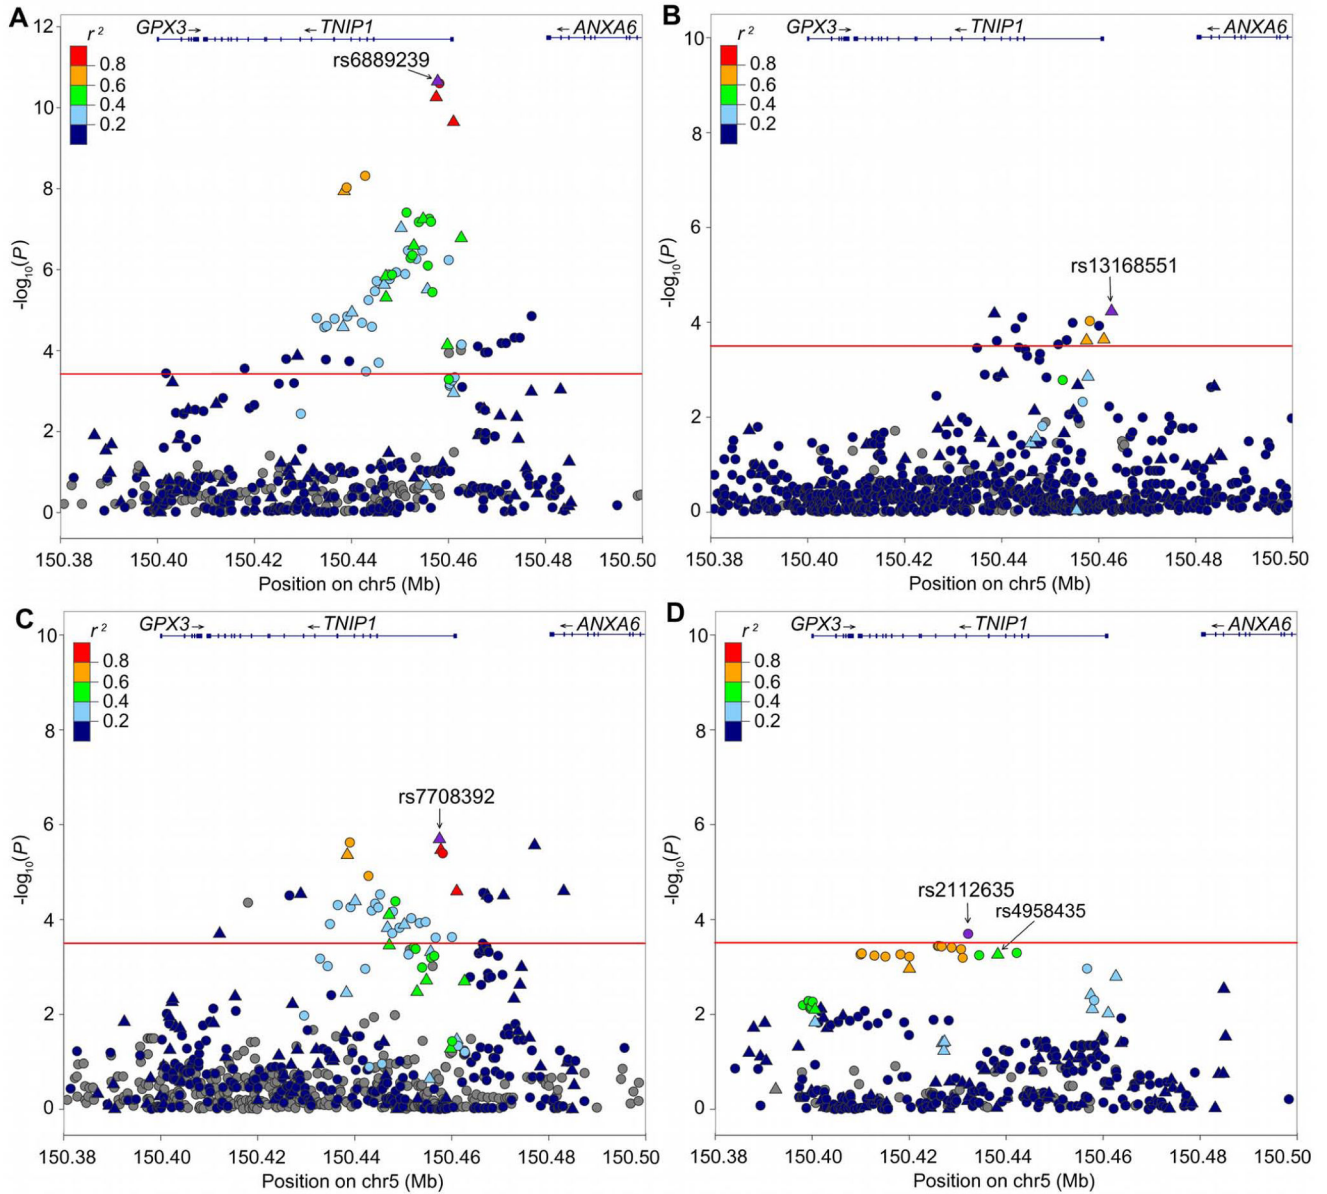 A
GPX3→ ←TNIP1 ←ANXA6
r²
0.8
0.6
0.4
0.2
rs6889239
12
10
8
6
4
2
0
-log10(P)
150.38 150.40 150.42 150.44 150.46 150.48 150.50
Position on chr5 (Mb)
B
GPX3→ ←TNIP1 ←ANXA6
r²
0.8
0.6
0.4
0.2
rs13168551
10
8
6
4
2
0
-log10(P)
150.38 150.40 150.42 150.44 150.46 150.48 150.50
Position on chr5 (Mb)
C
GPX3→ ←TNIP1 ←ANXA6
r²
0.8
0.6
0.4
0.2
rs7708392
10
8
6
4
2
0
-log10(P)
150.38 150.40 150.42 150.44 150.46 150.48 150.50
Position on chr5 (Mb)
D
GPX3→ ←TNIP1 ←ANXA6
r²
0.8
0.6
0.4
0.2
rs2112635
rs4958435
10
8
6
4
2
0
-log10(P)
150.38 150.40 150.42 150.44 150.46 150.48 150.50
Position on chr5 (Mb)